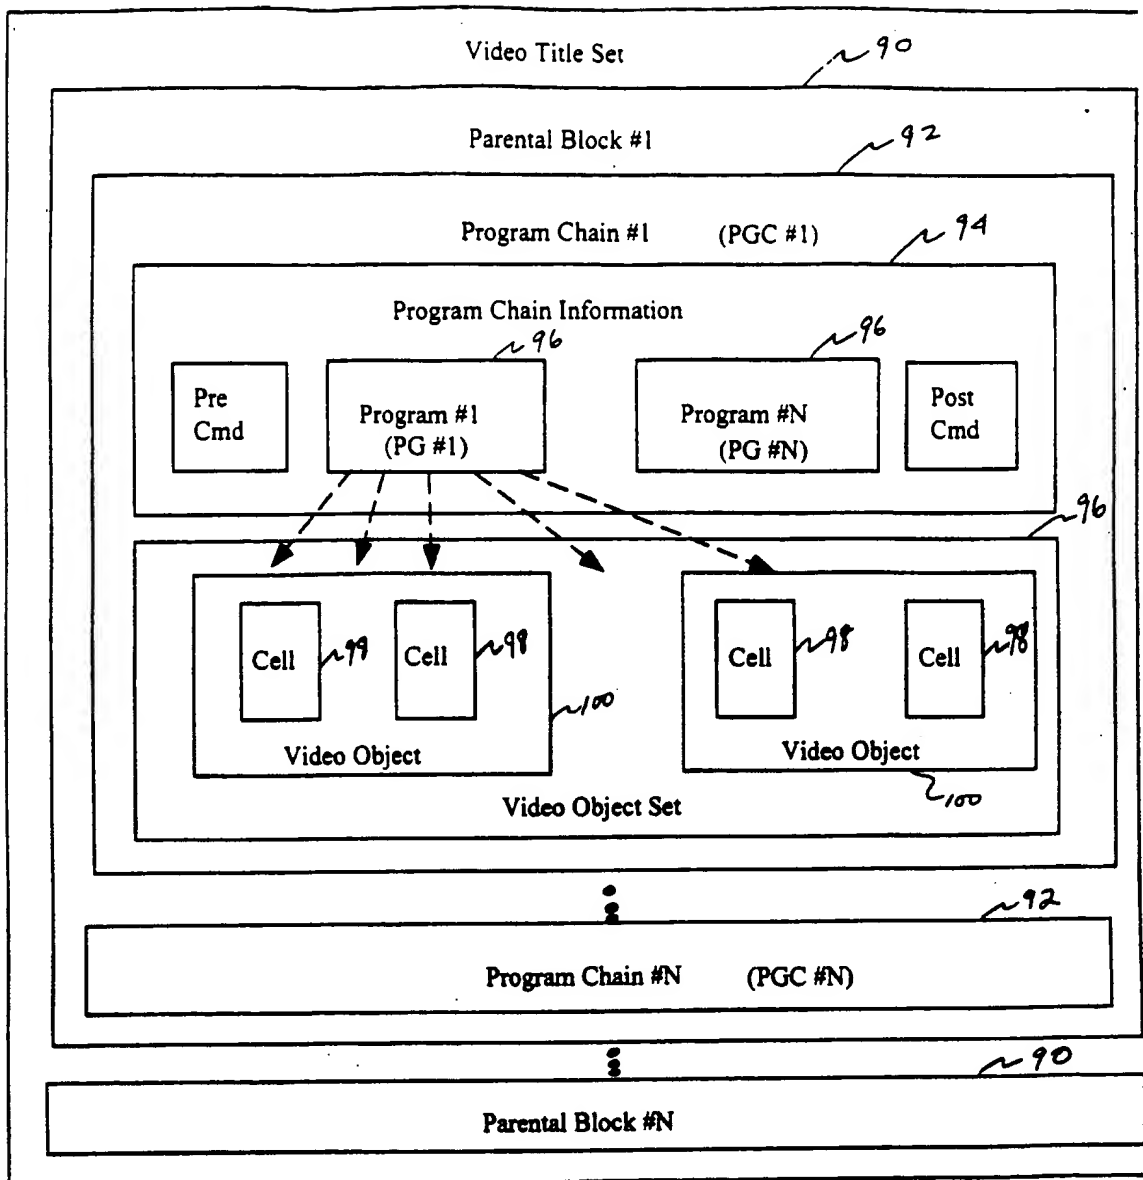 Video Title Set
90
Parental Block #1
92
Program Chain #1 (PGC #1)
94
Program Chain Information
96
96
Pre
Cmd
Program #1
(PG #1)
Program #N
(PG #N)
Post
Cmd
96
Cell
99
Cell
98
Cell
98
Cell
98
100
Video Object
Video Object
100
Video Object Set
92
Program Chain #N (PGC #N)
90
Parental Block #N